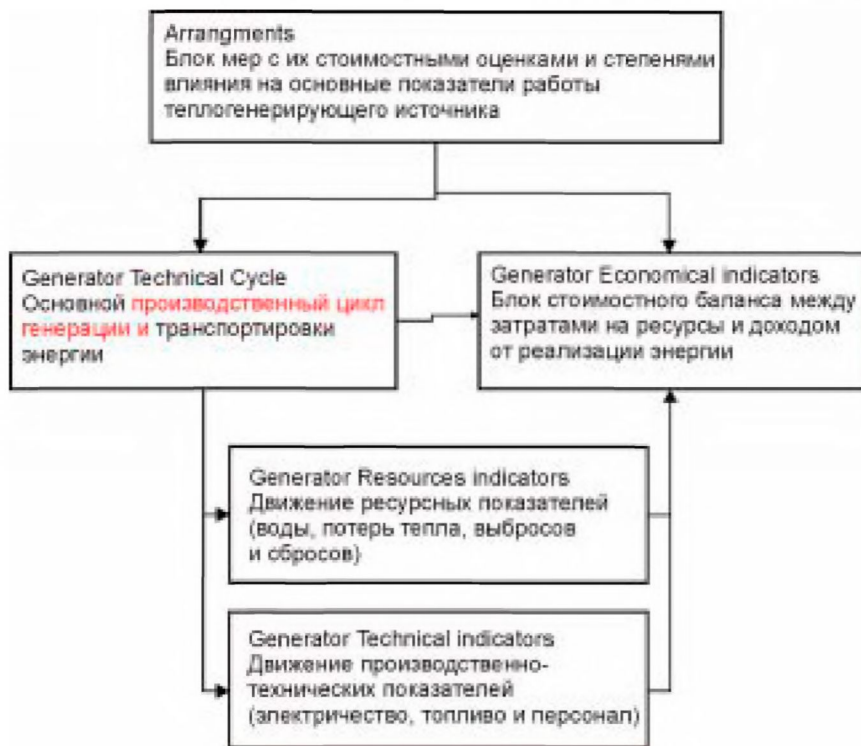 Arrangments
Блок мер с их стоимостными оценками и степенями
влияния на основные показатели работы
теплогенерирующего источника
Generator Technical Cycle
Основной производственный цикл
генерации и транспортировки
энергии
Generator Economical indicators
Блок стоимостного баланса между
затратами на ресурсы и доходом
от реализации энергии
Generator Resources indicators
Движение ресурсных показателей
(воды, потерь тепла, выбросов
и сбросов)
Generator Technical indicators
Движение производственно-
технических показателей
(электричество, топливо и персонал)